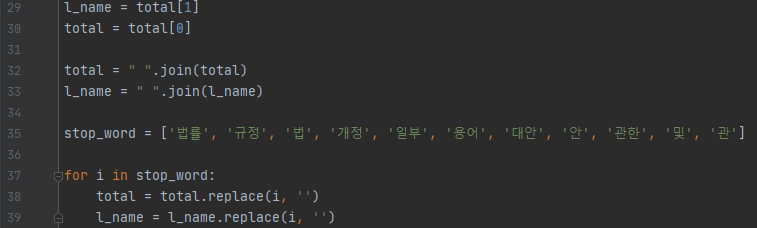 29 l_name = total[1]
30 total = total[0]
31
32 total = " ".join(total)
33 l_name = " ".join(l_name)
34
35 stop_word = ['법률', '규정', '법', '개정', '일부', '용어', '대안', '안', '관한', '및', '관']
36
37 for i in stop_word:
38     total = total.replace(i, '')
39     l_name = l_name.replace(i, '')